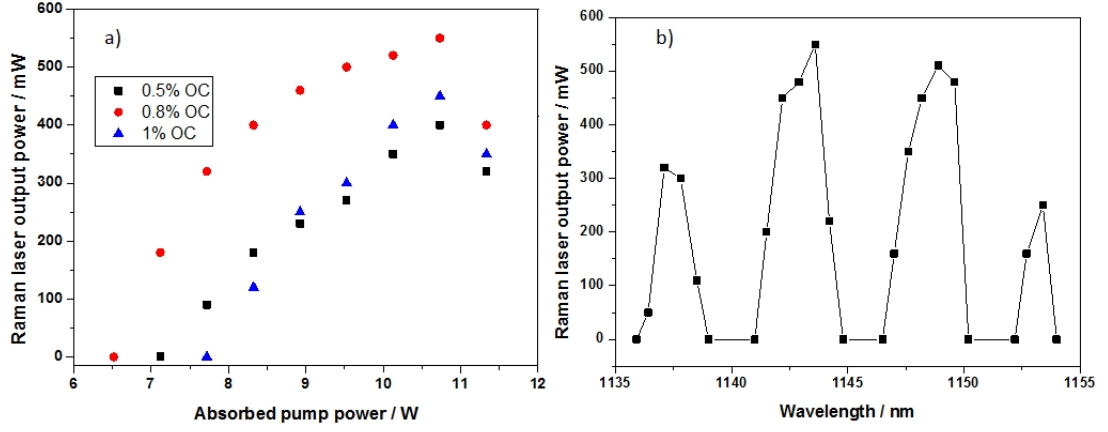 a)
0.5% OC
0.8% OC
1% OC
Raman laser output power / mW
600
500
400
300
200
100
0
6 7 8 9 10 11 12
Absorbed pump power / W
b)
Raman laser output power / mW
600
500
400
300
200
100
0
1135 1140 1145 1150 1155
Wavelength / nm